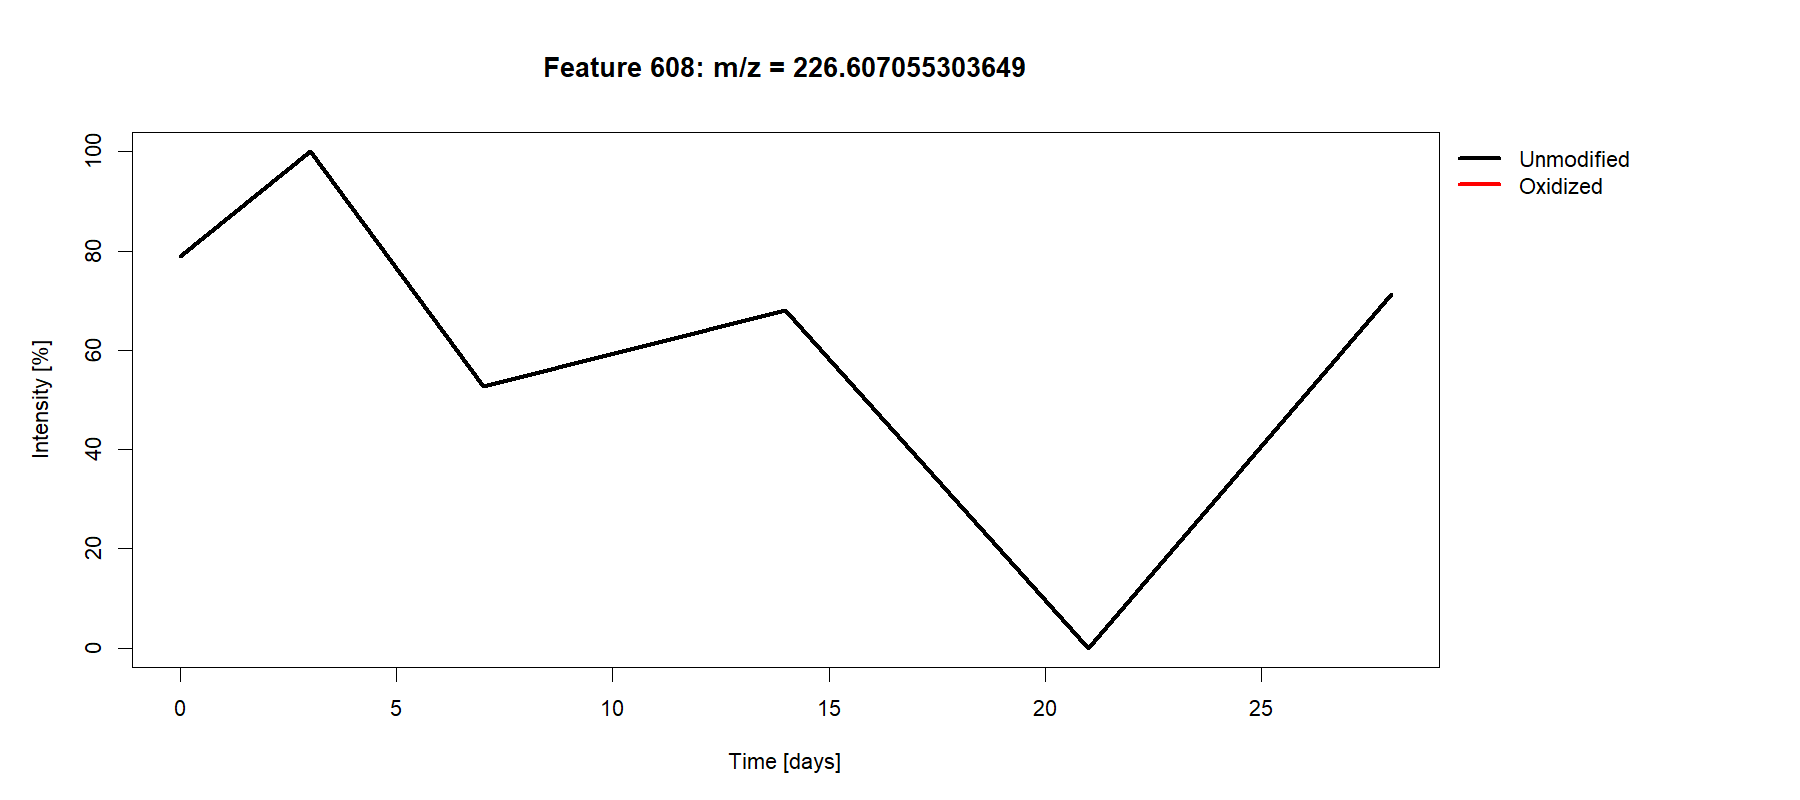 Feature 608: m/z = 226.607055303649
Unmodified
Oxidized
Intensity [%]
100
80
60
40
20
0
0 5 10 15 20 25
Time [days]